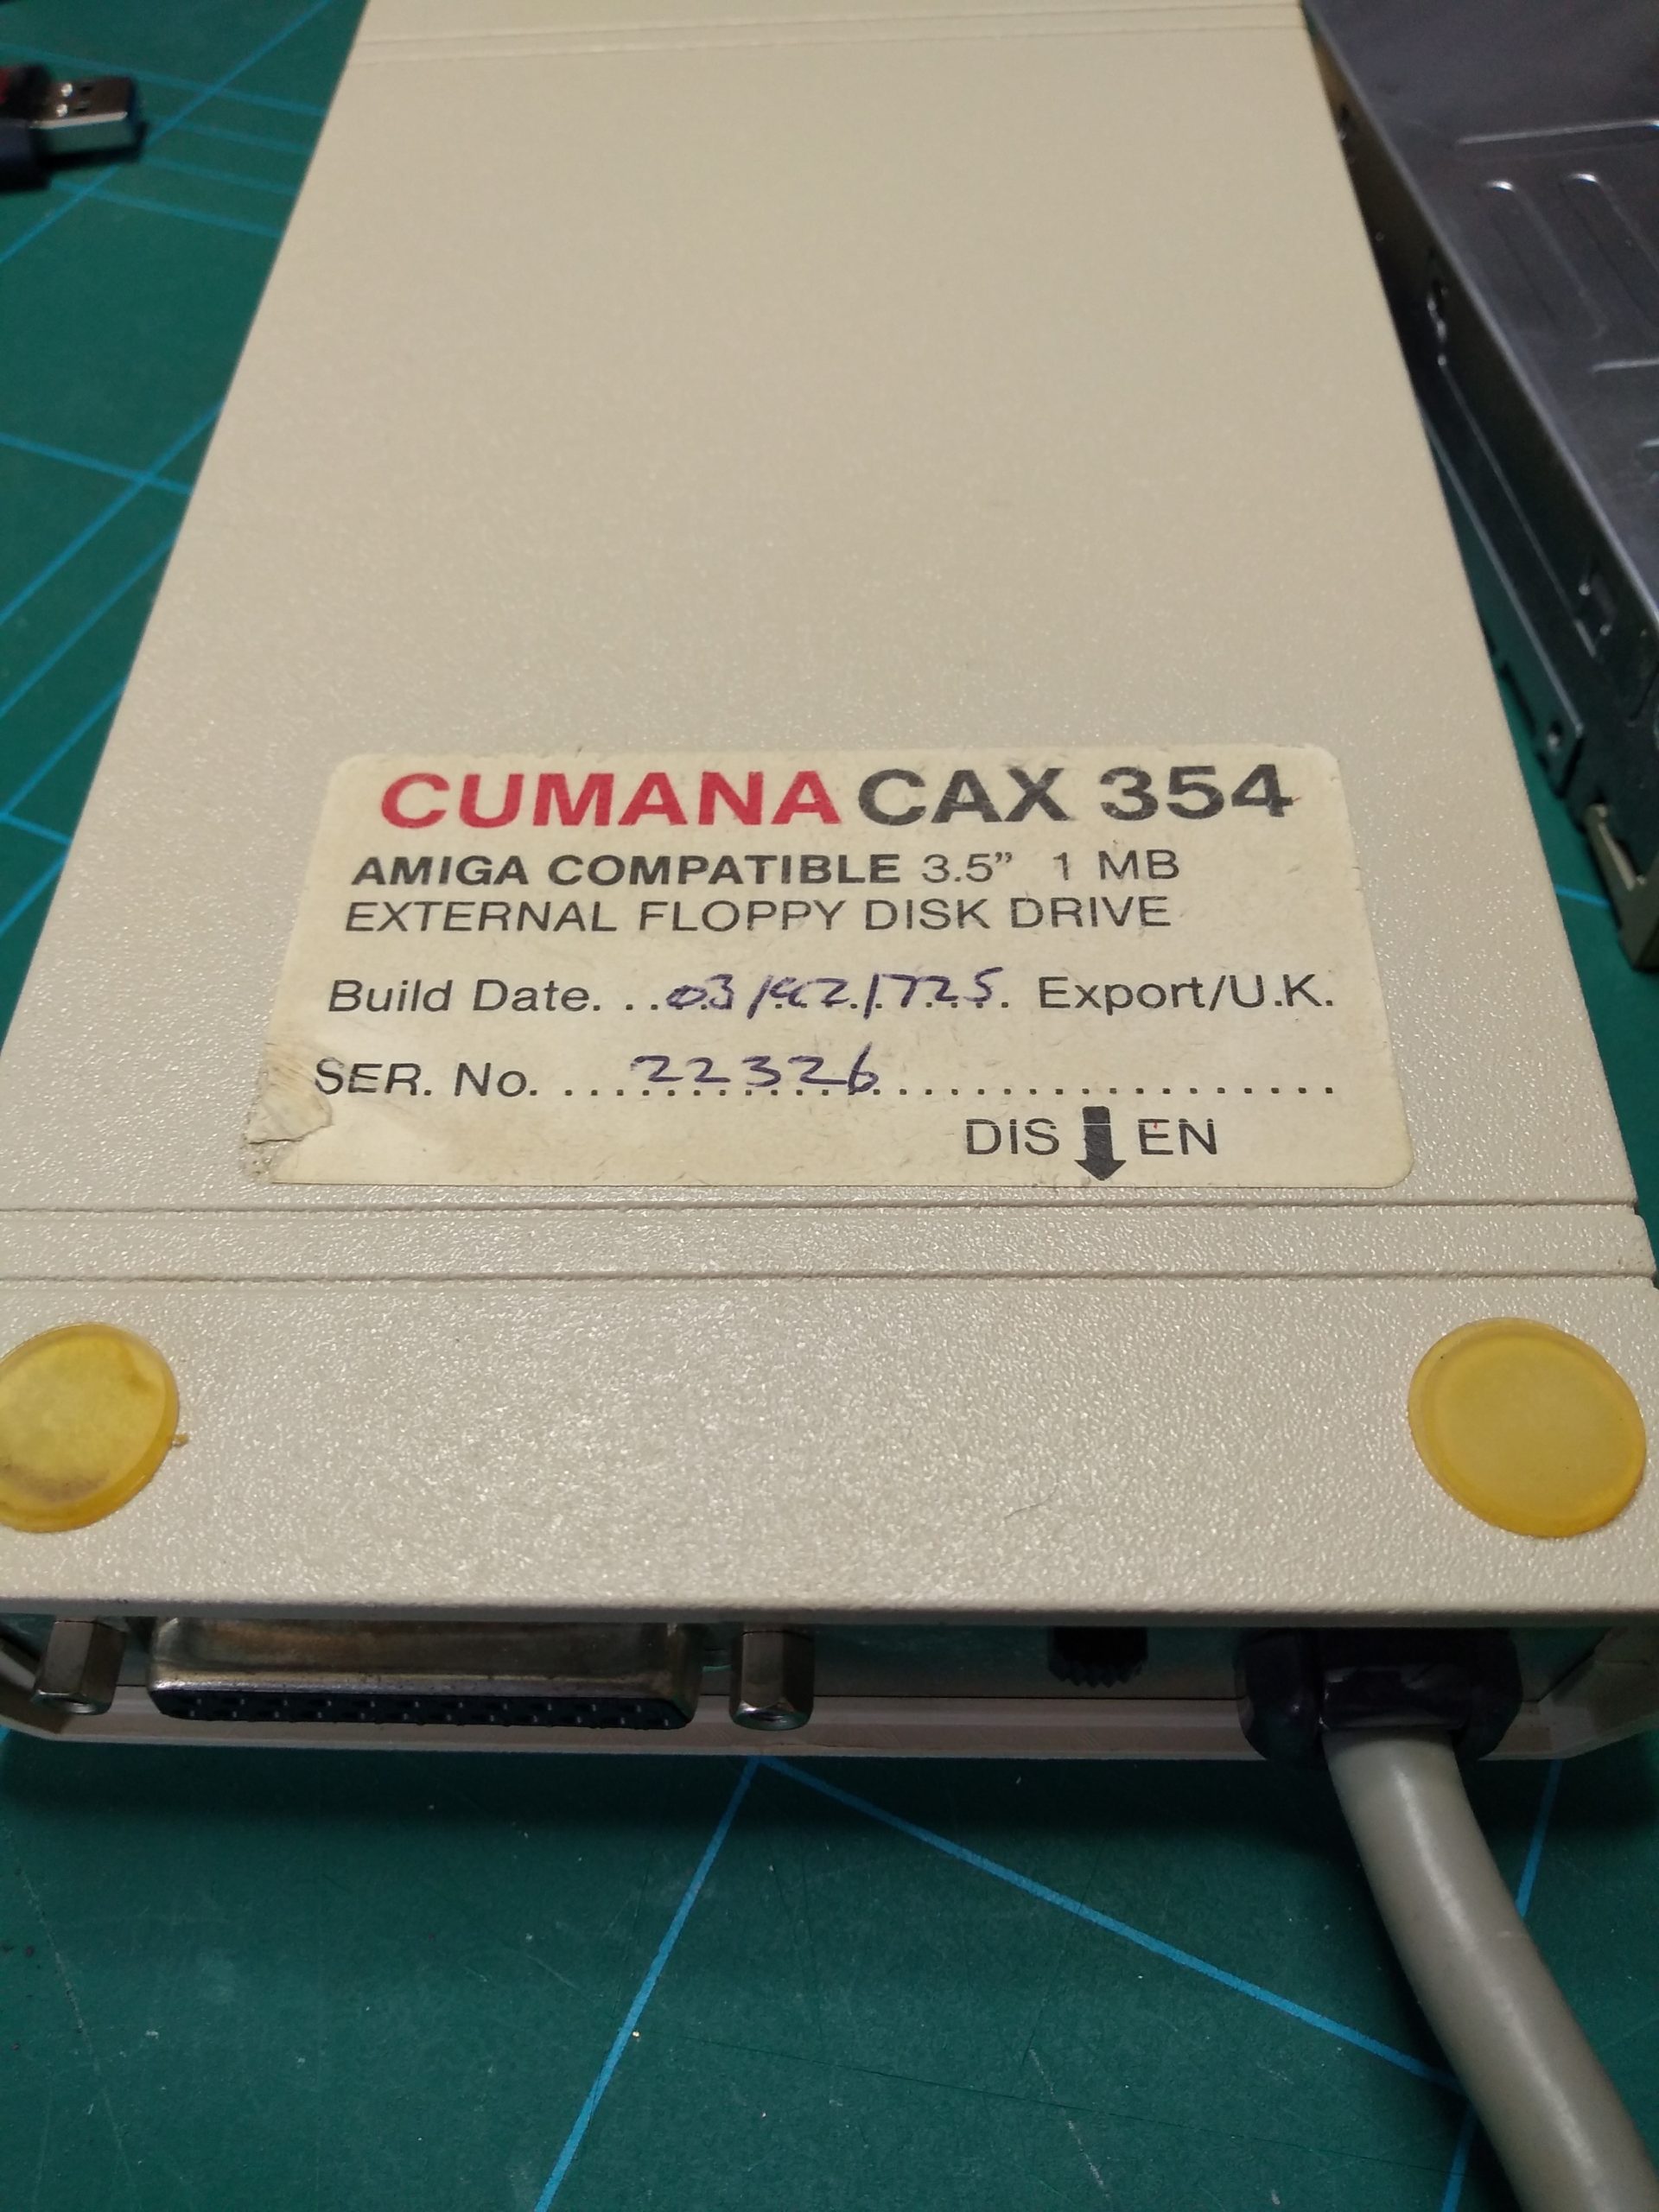 CUMANA CAX 354
AMIGA COMPATIBLE 3.5” 1 MB
EXTERNAL FLOPPY DISK DRIVE
Build Date. . . 03/92/725. Export/U.K.
SER. No. . . . 22326 . . . . . . . . . . . . . . . . .
DIS EN